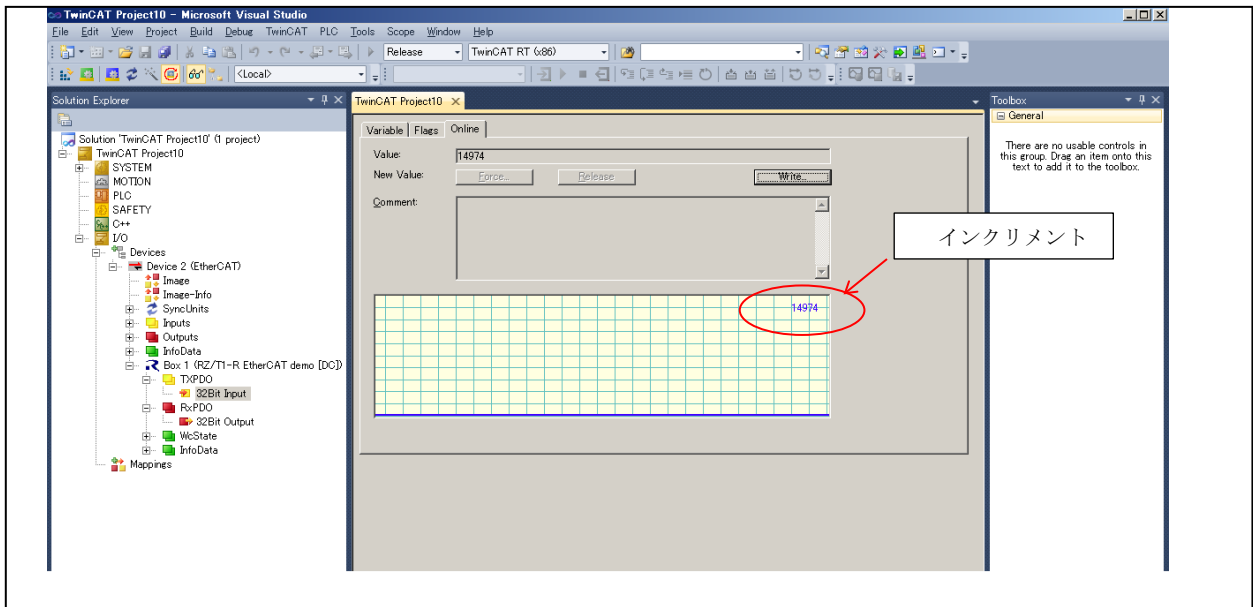 TwinCAT Project10 - Microsoft Visual Studio
File Edit View Project Build Debug TwinCAT PLC Tools Scope Window Help
Release TwinCAT RT (x86)
<Local>
Solution Explorer
Solution 'TwinCAT Project10' (1 project)
TwinCAT Project10
SYSTEM
MOTION
PLC
SAFETY
C++
I/O
Devices
Device 2 (EtherCAT)
Image
Image-Info
SyncUnits
Inputs
Outputs
InfoData
Box 1 (RZ/T1-R EtherCAT demo [DC])
TXPDO
32Bit Input
RxPDO
32Bit Output
WcState
InfoData
Mappings
TwinCAT Project10
Variable Flags Online
Value: 14974
New Value: Force... Release Write...
Comment:
14974
インクリメント
Toolbox
General
There are no usable controls in
this group. Drag an item onto this
text to add it to the toolbox.